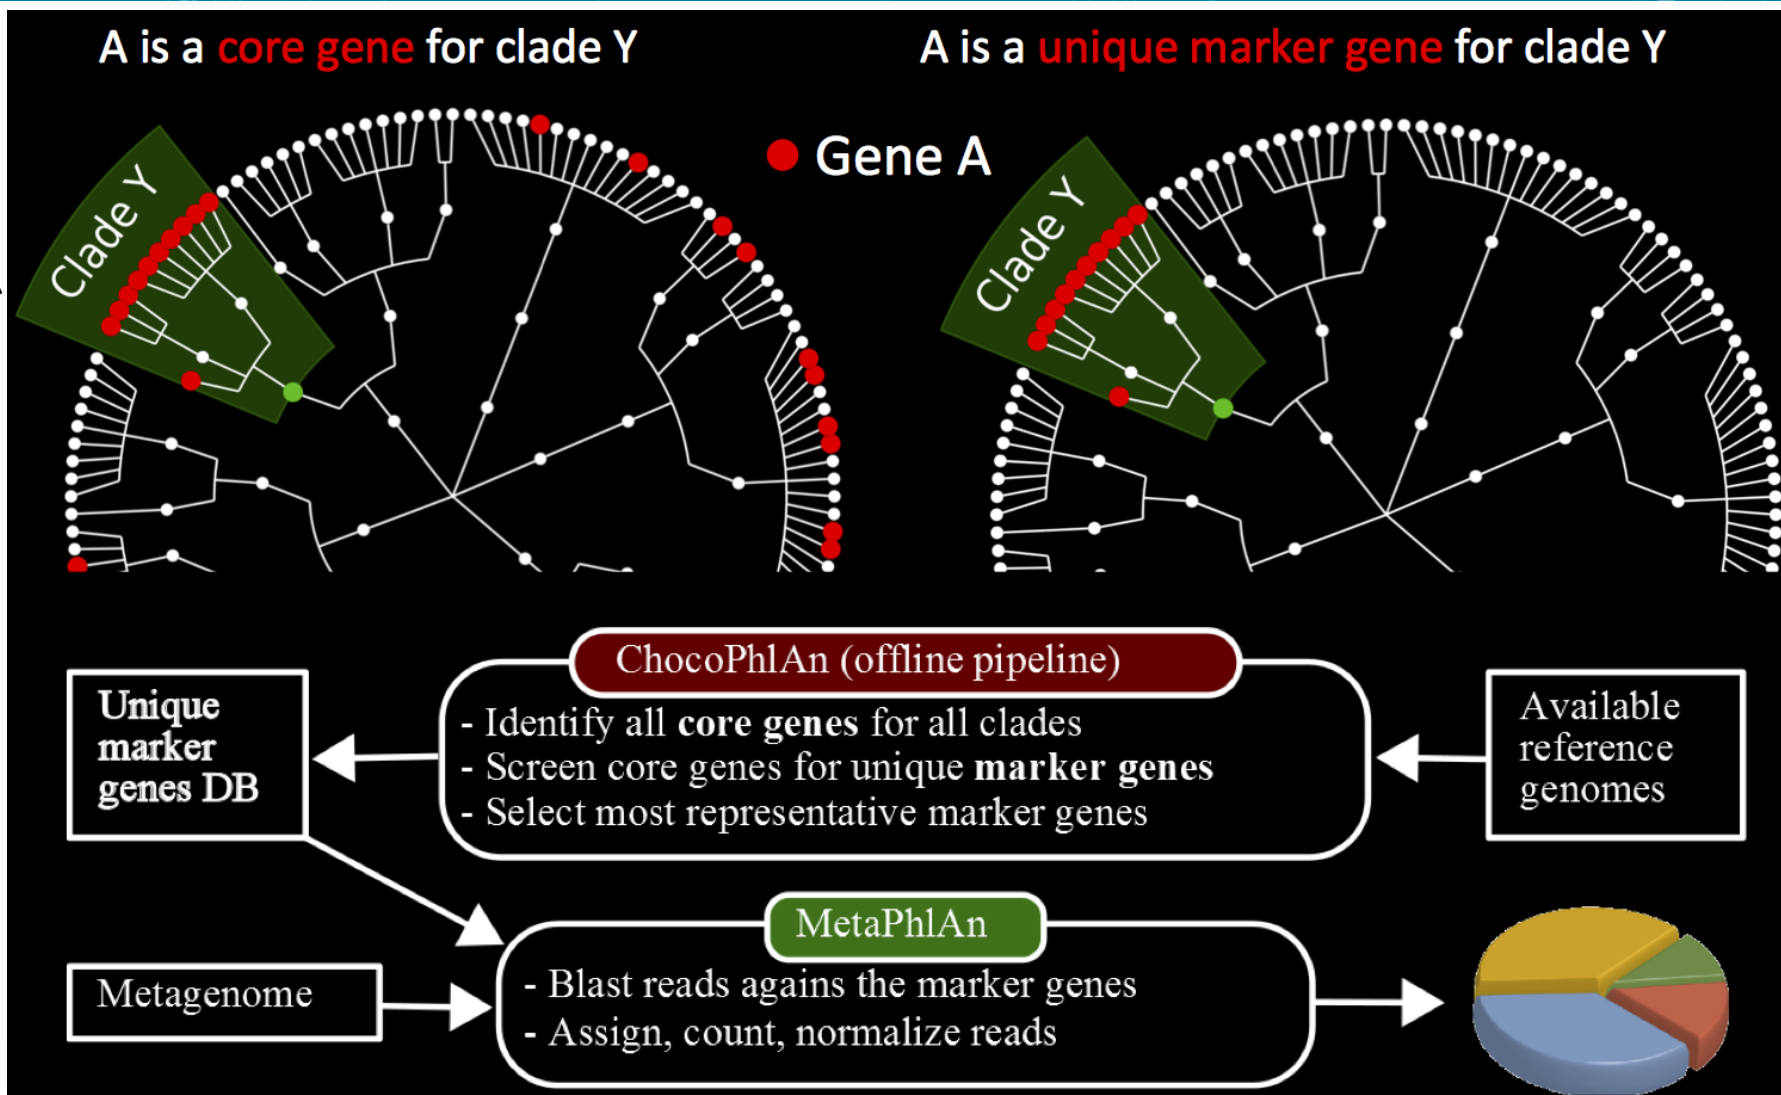 A is a core gene for clade Y
A is a unique marker gene for clade Y
Gene A
Clade Y
Clade Y
ChocoPhlAn (offline pipeline)
- Identify all core genes for all clades
- Screen core genes for unique marker genes
- Select most representative marker genes
Unique
marker
genes DB
Available
reference
genomes
MetaPhlAn
- Blast reads agains the marker genes
- Assign, count, normalize reads
Metagenome